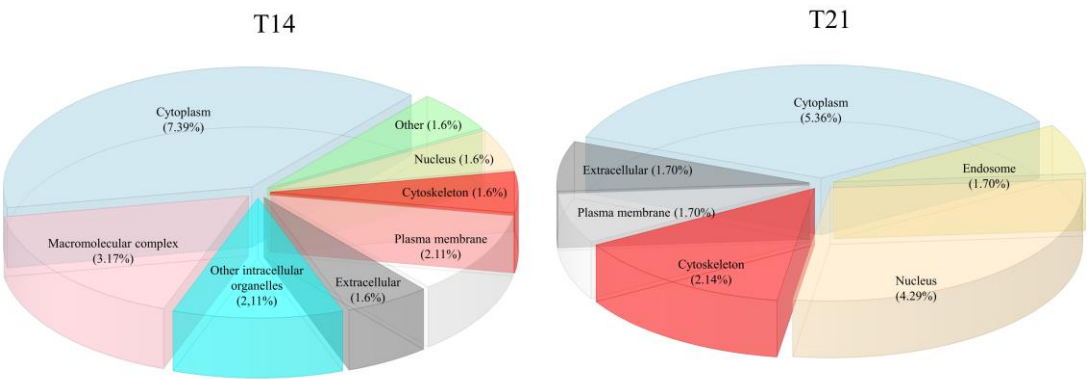 T14
Cytoplasm
(7.39%)
Other (1.6%)
Nucleus (1.6%)
Cytoskeleton (1.6%)
Plasma membrane
(2.11%)
Extracellular
(1.6%)
Other intracellular
organelles
(2,11%)
Macromolecular complex
(3.17%)
T21
Cytoplasm
(5.36%)
Endosome
(1.70%)
Nucleus
(4.29%)
Cytoskeleton
(2.14%)
Plasma membrane (1.70%)
Extracellular (1.70%)